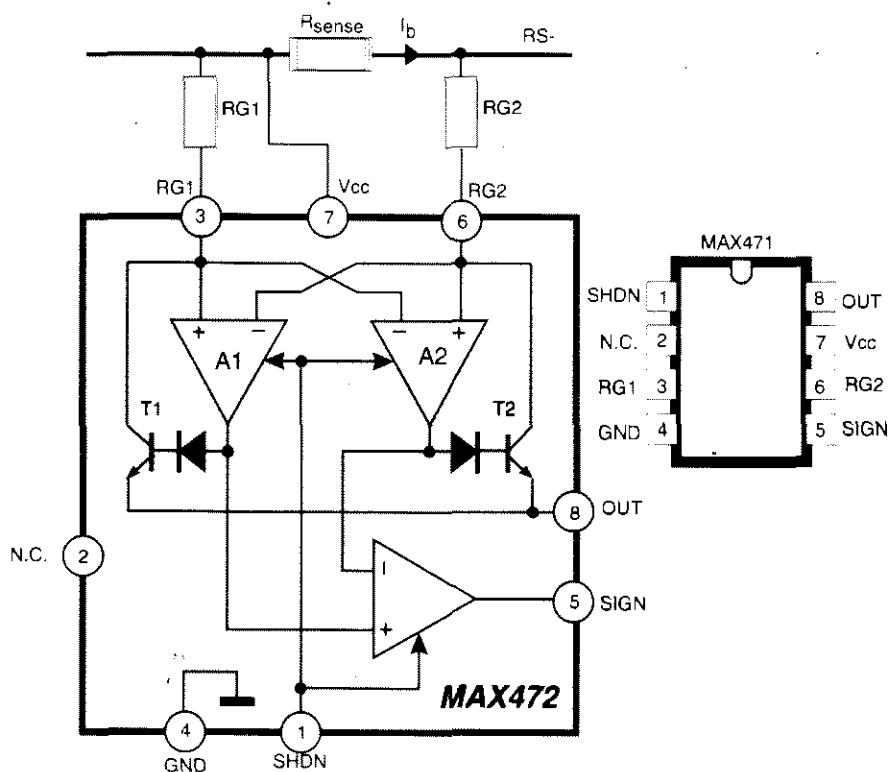 Rsense
Ib
RS-
RG1
RG2
RG1
Vcc
RG2
3
7
6
+
−
−
+
A1
A2
T1
T2
MAX471
SHDN 1
8 OUT
N.C. 2
7 Vcc
RG1 3
6 RG2
GND 4
5 SIGN
8 OUT
N.C. 2
I
+
5 SIGN
MAX472
4
1
GND
SHDN